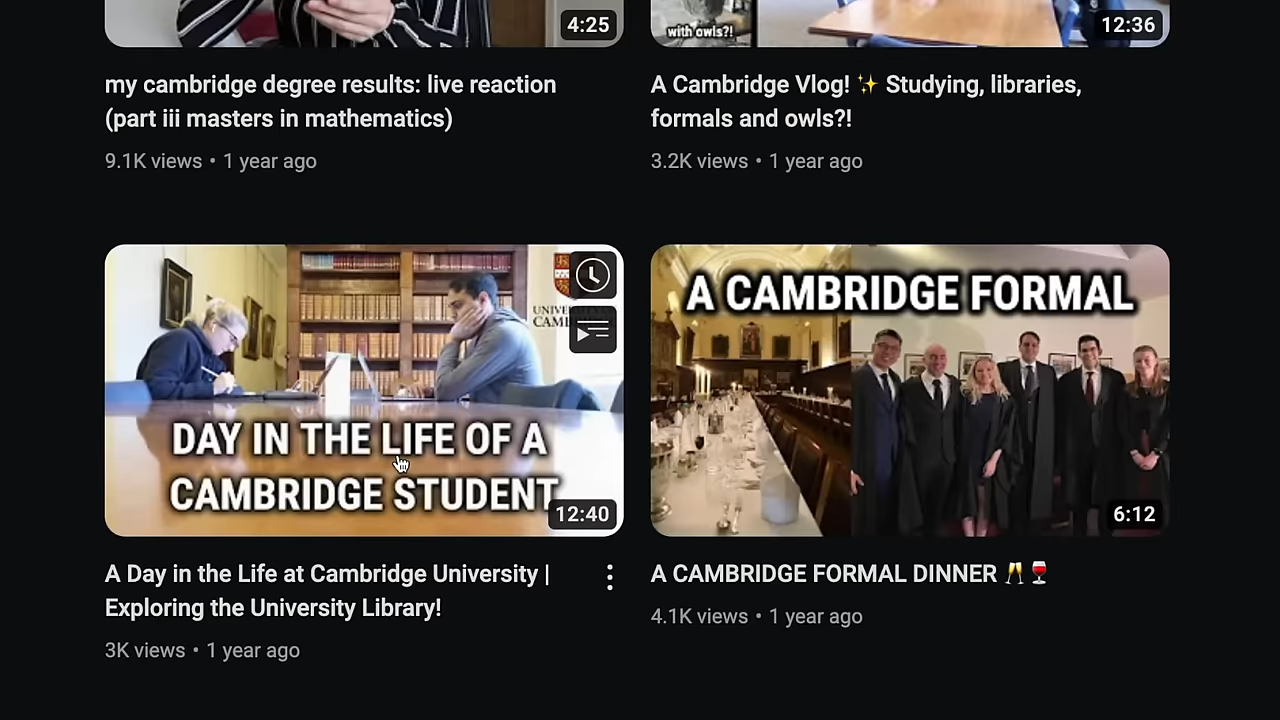 4:25
with owls?!
12:36
my cambridge degree results: live reaction
(part iii masters in mathematics)
9.1K views • 1 year ago
A Cambridge Vlog! ✨ Studying, libraries,
formals and owls?!
3.2K views • 1 year ago
DAY IN THE LIFE OF A
CAMBRIDGE STUDENT
12:40
A CAMBRIDGE FORMAL
6:12
A Day in the Life at Cambridge University |
Exploring the University Library!
3K views • 1 year ago
A CAMBRIDGE FORMAL DINNER 🥂🍷
4.1K views • 1 year ago